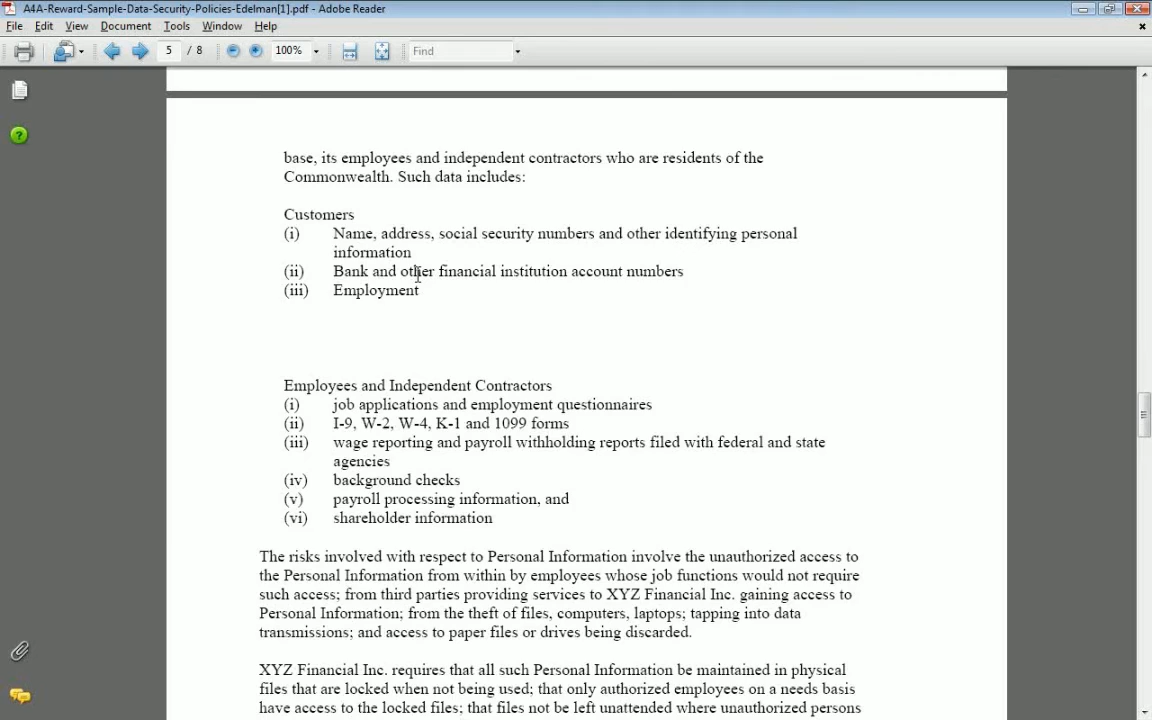 A4A-Reward-Sample-Data-Security-Policies-Edelman[1].pdf - Adobe Reader
File Edit View Document Tools Window Help
5 / 8 100% Find
base, its employees and independent contractors who are residents of the
Commonwealth. Such data includes:
Customers
(i) Name, address, social security numbers and other identifying personal
information
(ii) Bank and other financial institution account numbers
(iii) Employment
Employees and Independent Contractors
(i) job applications and employment questionnaires
(ii) I-9, W-2, W-4, K-1 and 1099 forms
(iii) wage reporting and payroll withholding reports filed with federal and state
agencies
(iv) background checks
(v) payroll processing information, and
(vi) shareholder information
The risks involved with respect to Personal Information involve the unauthorized access to
the Personal Information from within by employees whose job functions would not require
such access; from third parties providing services to XYZ Financial Inc. gaining access to
Personal Information; from the theft of files, computers, laptops; tapping into data
transmissions; and access to paper files or drives being discarded.
XYZ Financial Inc. requires that all such Personal Information be maintained in physical
files that are locked when not being used; that only authorized employees on a needs basis
have access to the locked files; that files not be left unattended where unauthorized persons